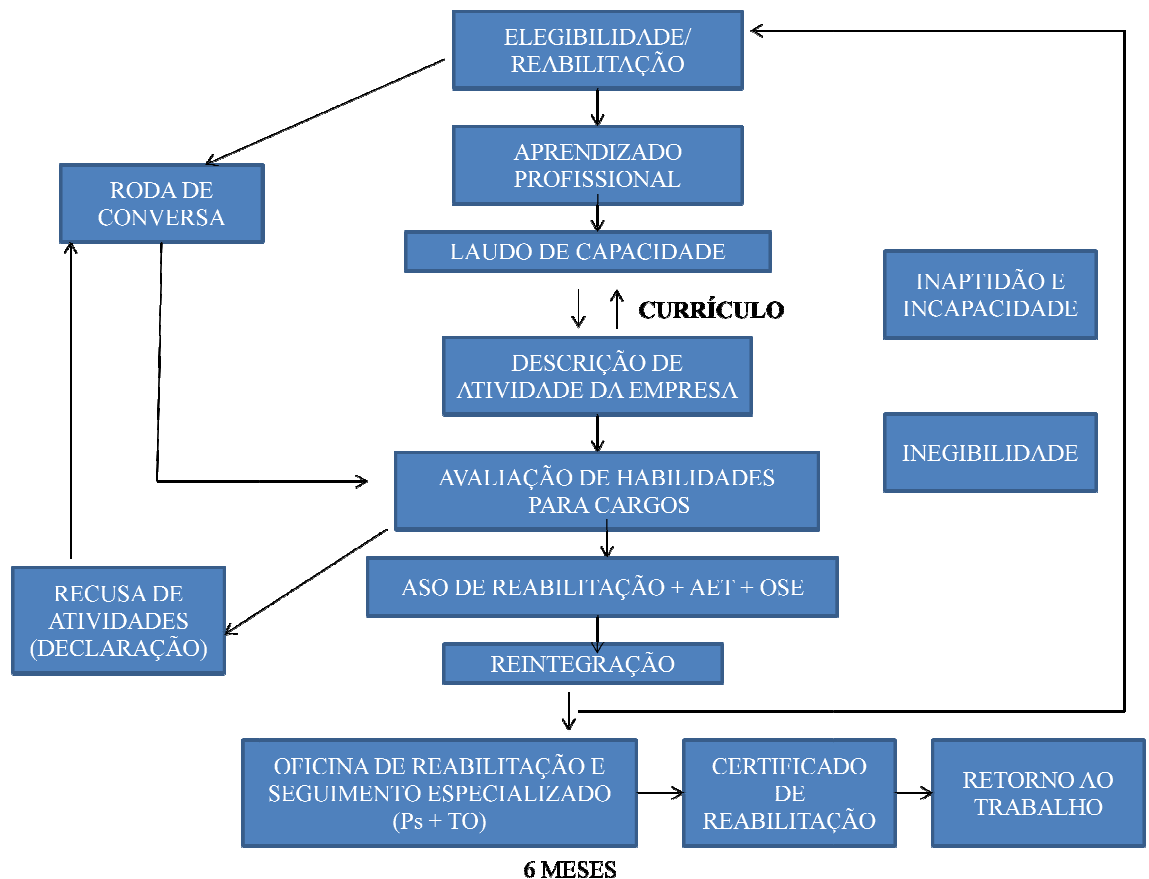 ELEGIBILIDADE/
REABILITAÇÃO
APRENDIZADO
PROFISSIONAL
RODA DE
CONVERSA
LAUDO DE CAPACIDADE
INAPTIDÃO E
INCAPACIDADE
CURRÍCULO
DESCRIÇÃO DE
ATIVIDADE DA EMPRESA
INEGIBILIDADE
AVALIAÇÃO DE HABILIDADES
PARA CARGOS
RECUSA DE
ATIVIDADES
(DECLARAÇÃO)
ASO DE REABILITAÇÃO + AET + OSE
REINTEGRAÇÃO
OFICINA DE REABILITAÇÃO E
SEGUIMENTO ESPECIALIZADO
(Ps + TO)
CERTIFICADO
DE
REABILITAÇÃO
RETORNO AO
TRABALHO
6 MESES